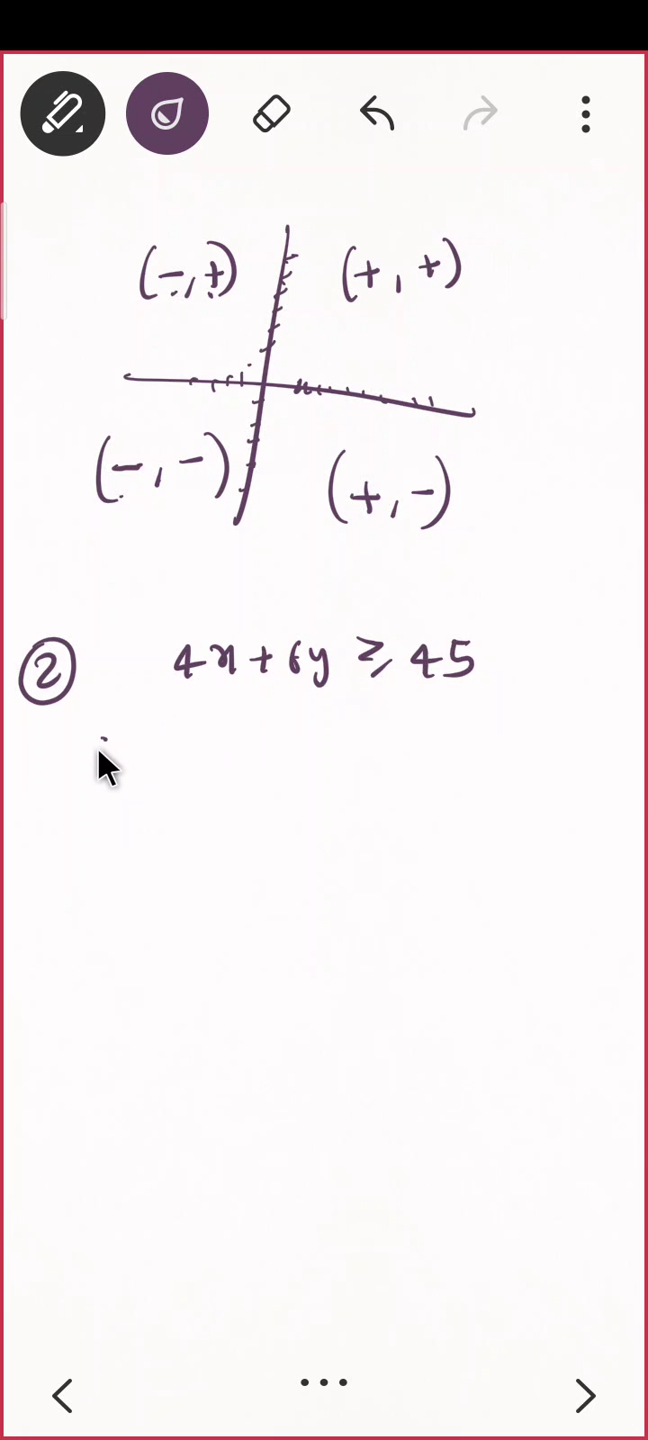 (-,+) (+,+)
(-,-) (+,-)
② 4x+6y ≥ 45